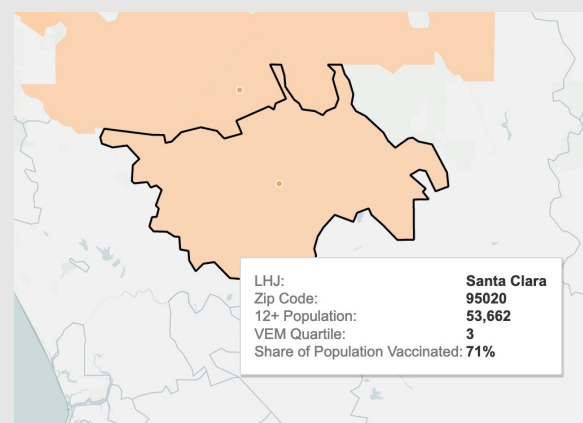 LHJ: Santa Clara
Zip Code: 95020
12+ Population: 53,662
VEM Quartile: 3
Share of Population Vaccinated: 71%